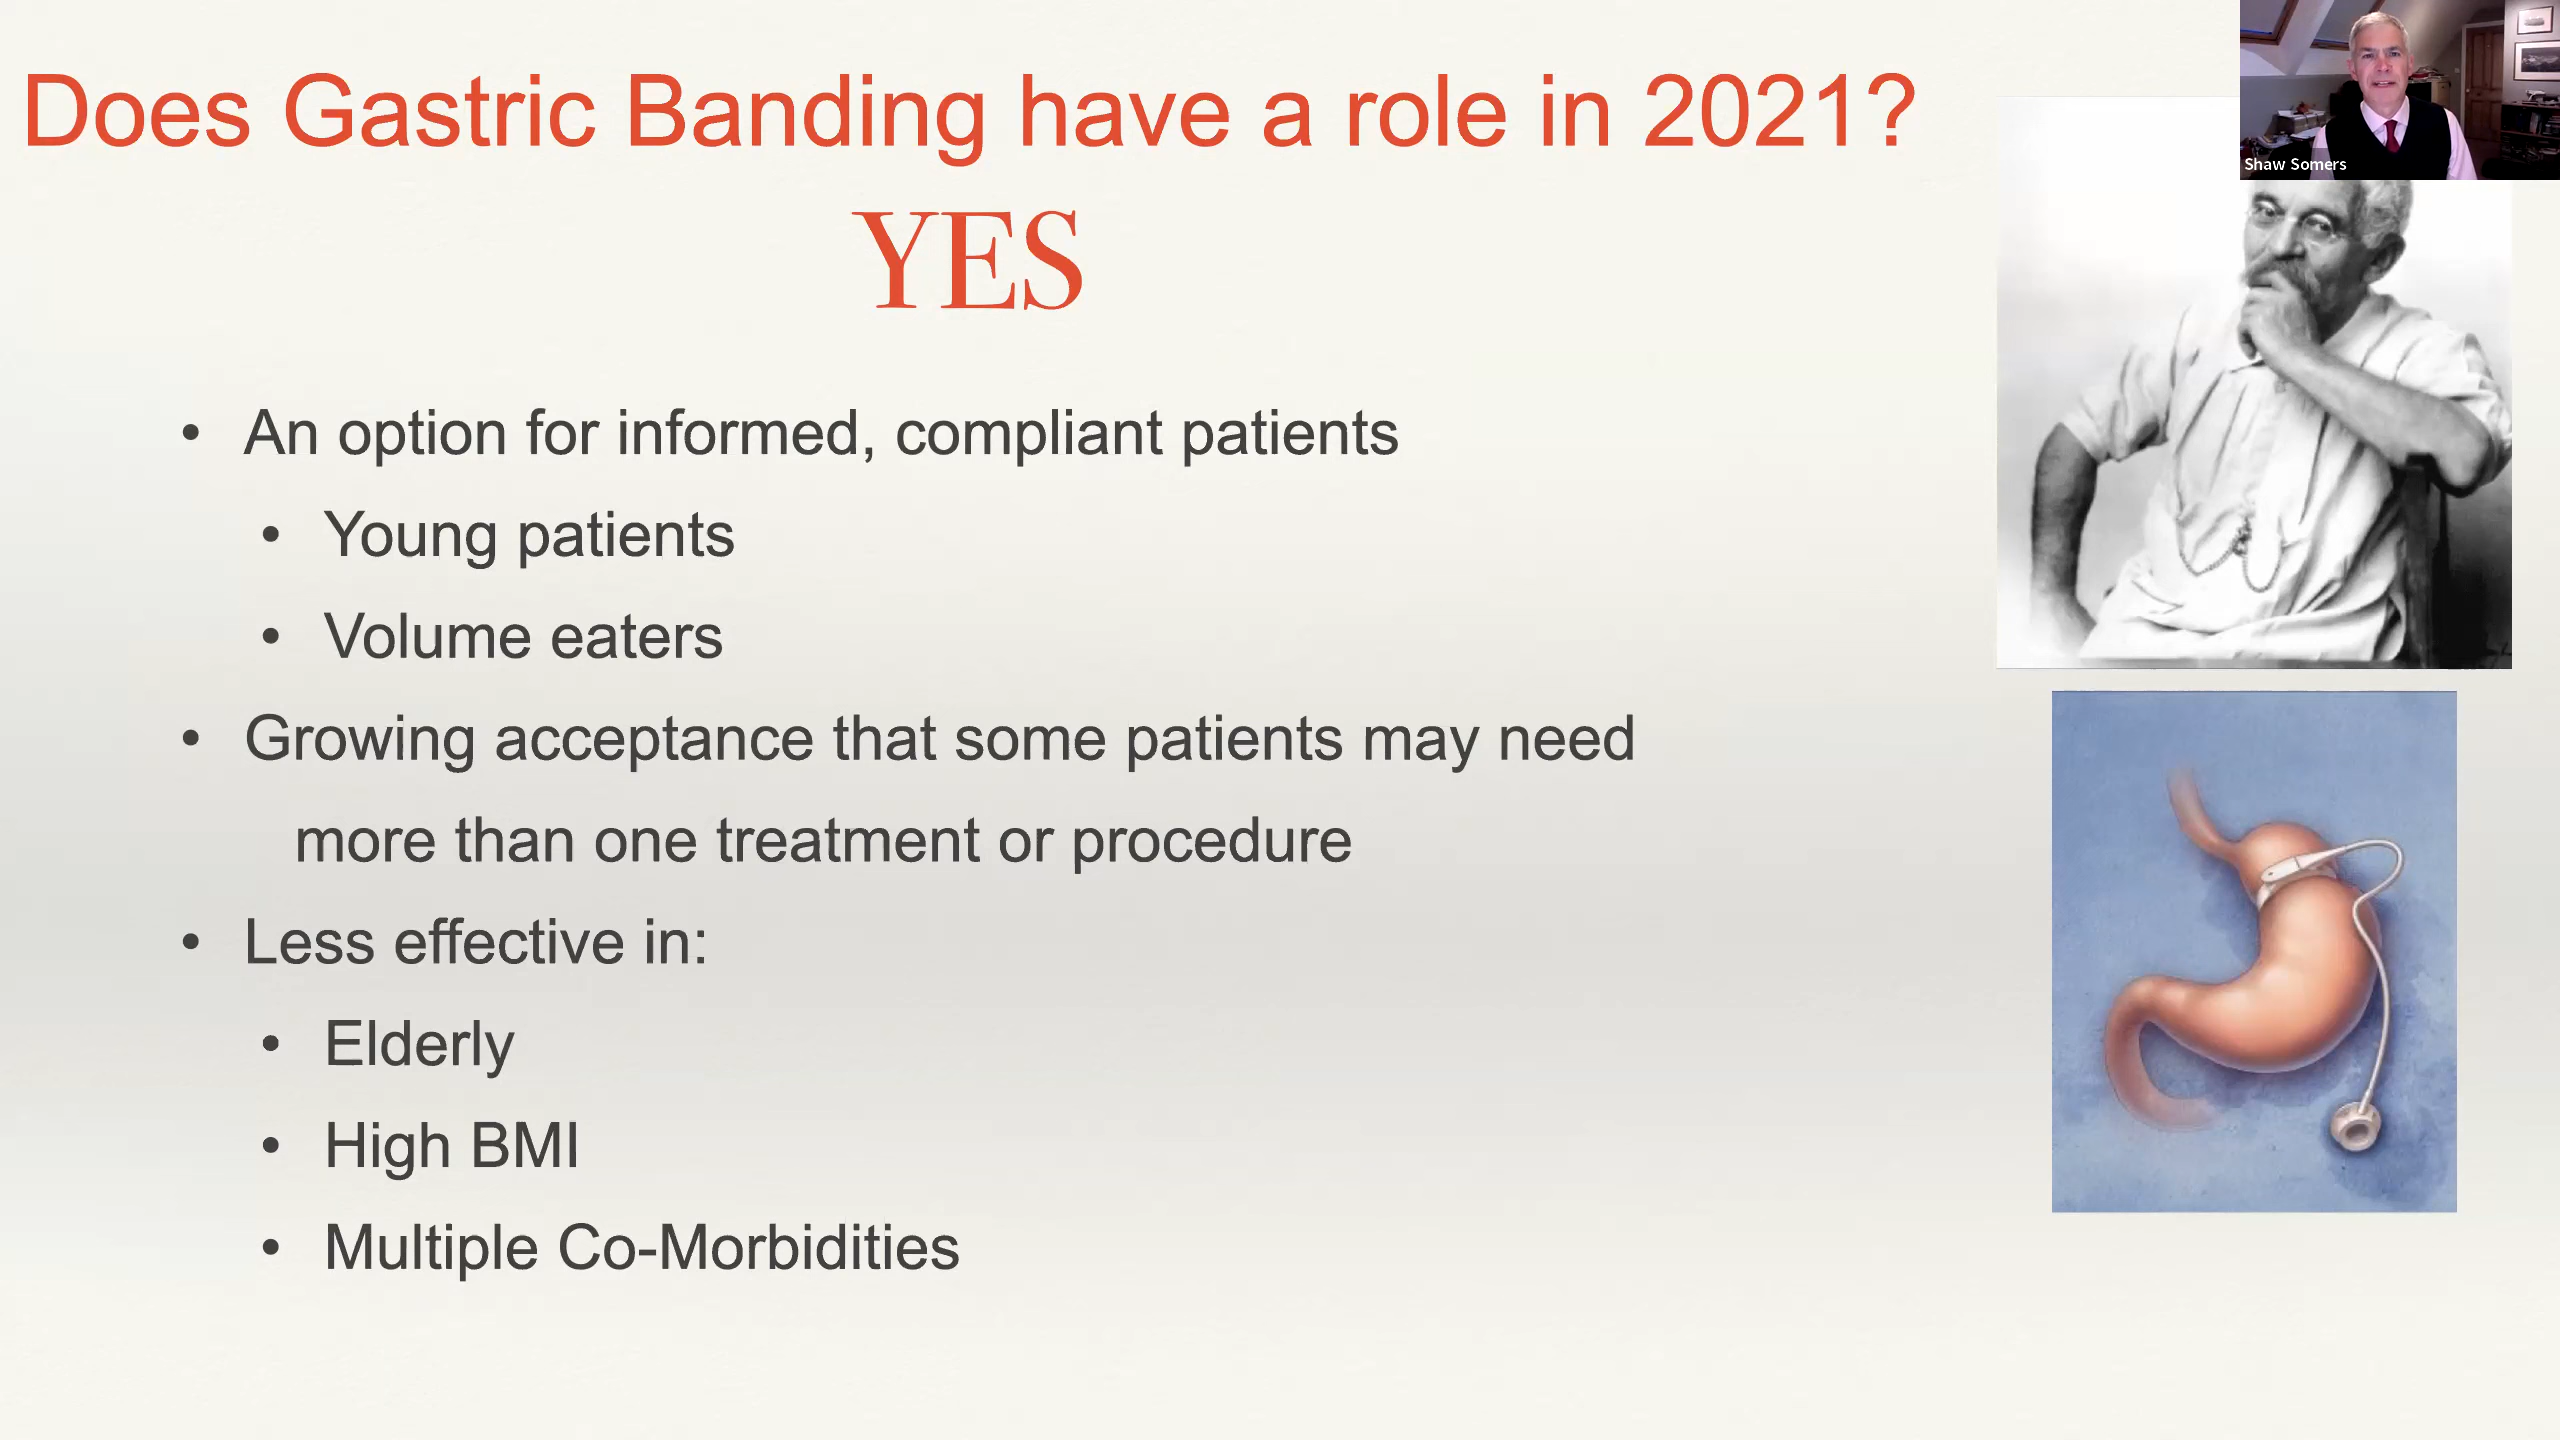 Does Gastric Banding have a role in 2021?
YES
Shaw Somers
• An option for informed, compliant patients
• Young patients
• Volume eaters
• Growing acceptance that some patients may need
more than one treatment or procedure
• Less effective in:
• Elderly
• High BMI
• Multiple Co-Morbidities